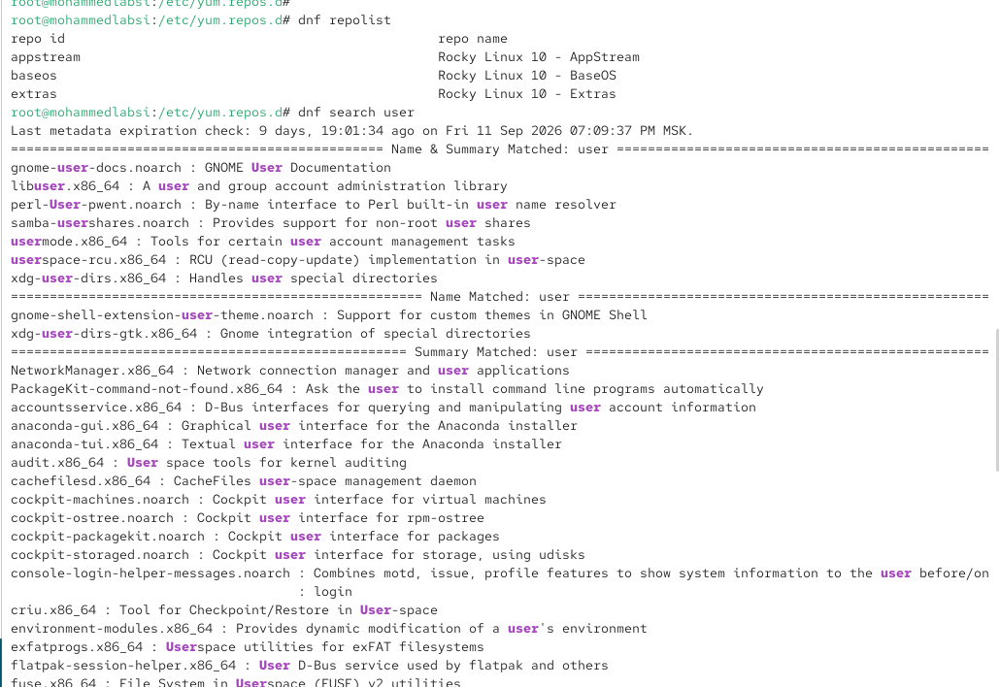 root@mohammedlabsi:/etc/yum.repos.d#
root@mohammedlabsi:/etc/yum.repos.d# dnf repolist
repo id repo name
appstream Rocky Linux 10 - AppStream
baseos Rocky Linux 10 - BaseOS
extras Rocky Linux 10 - Extras
root@mohammedlabsi:/etc/yum.repos.d# dnf search user
Last metadata expiration check: 9 days, 19:01:34 ago on Fri 11 Sep 2026 07:09:37 PM MSK.
================================================ Name & Summary Matched: user ================================================
gnome-user-docs.noarch : GNOME User Documentation
libuser.x86_64 : A user and group account administration library
perl-User-pwent.noarch : By-name interface to Perl built-in user name resolver
samba-usershares.noarch : Provides support for non-root user shares
usermode.x86_64 : Tools for certain user account management tasks
userspace-rcu.x86_64 : RCU (read-copy-update) implementation in user-space
xdg-user-dirs.x86_64 : Handles user special directories
===================================================== Name Matched: user =====================================================
gnome-shell-extension-user-theme.noarch : Support for custom themes in GNOME Shell
xdg-user-dirs-gtk.x86_64 : Gnome integration of special directories
=================================================== Summary Matched: user ====================================================
NetworkManager.x86_64 : Network connection manager and user applications
PackageKit-command-not-found.x86_64 : Ask the user to install command line programs automatically
accountsservice.x86_64 : D-Bus interfaces for querying and manipulating user account information
anaconda-gui.x86_64 : Graphical user interface for the Anaconda installer
anaconda-tui.x86_64 : Textual user interface for the Anaconda installer
audit.x86_64 : User space tools for kernel auditing
cachefilesd.x86_64 : CacheFiles user-space management daemon
cockpit-machines.noarch : Cockpit user interface for virtual machines
cockpit-ostree.noarch : Cockpit user interface for rpm-ostree
cockpit-packagekit.noarch : Cockpit user interface for packages
cockpit-storaged.noarch : Cockpit user interface for storage, using udisks
console-login-helper-messages.noarch : Combines motd, issue, profile features to show system information to the user before/on
: login
criu.x86_64 : Tool for Checkpoint/Restore in User-space
environment-modules.x86_64 : Provides dynamic modification of a user's environment
exfatprogs.x86_64 : Userspace utilities for exFAT filesystems
flatpak-session-helper.x86_64 : User D-Bus service used by flatpak and others
fuse.x86_64 : File System in Userspace (FUSE) v2 utilities